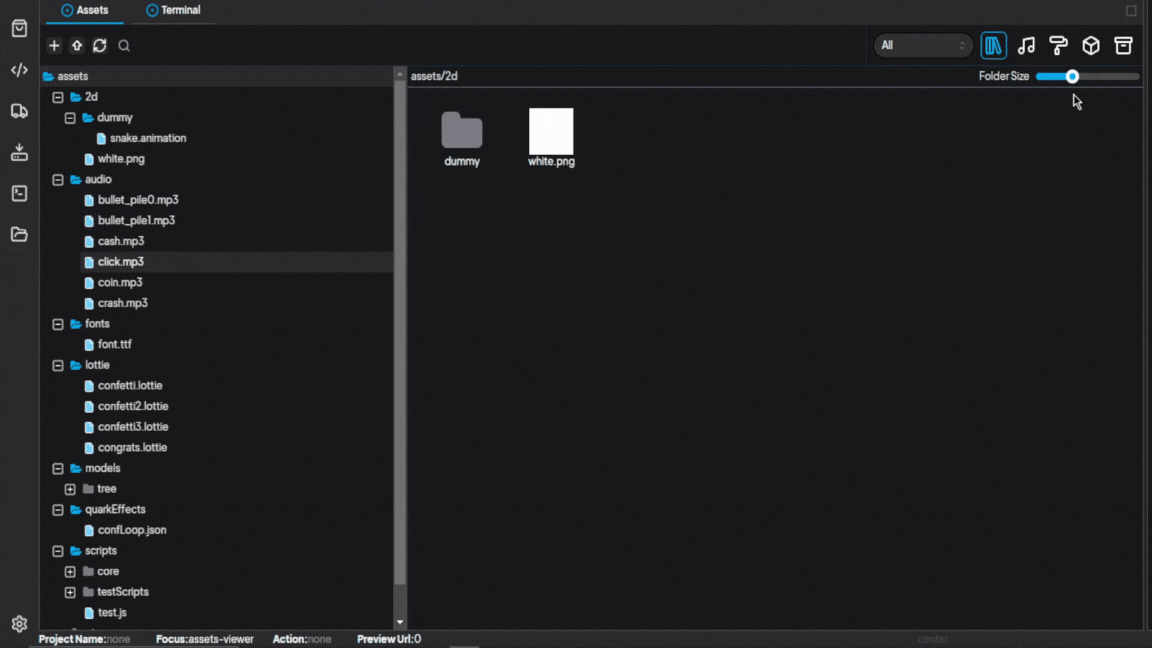 Assets Terminal
All
assets
assets/2d
Folder Size
2d
dummy
snake.animation
white.png
audio
bullet_pile0.mp3
bullet_pile1.mp3
cash.mp3
click.mp3
coin.mp3
crash.mp3
fonts
font.ttf
lottie
confetti.lottie
confetti2.lottie
confetti3.lottie
congrats.lottie
models
tree
quarkEffects
confLoop.json
scripts
core
testScripts
test.js
dummy white.png
Project Name:none Focus:assets-viewer Action:none Preview Url:0 center